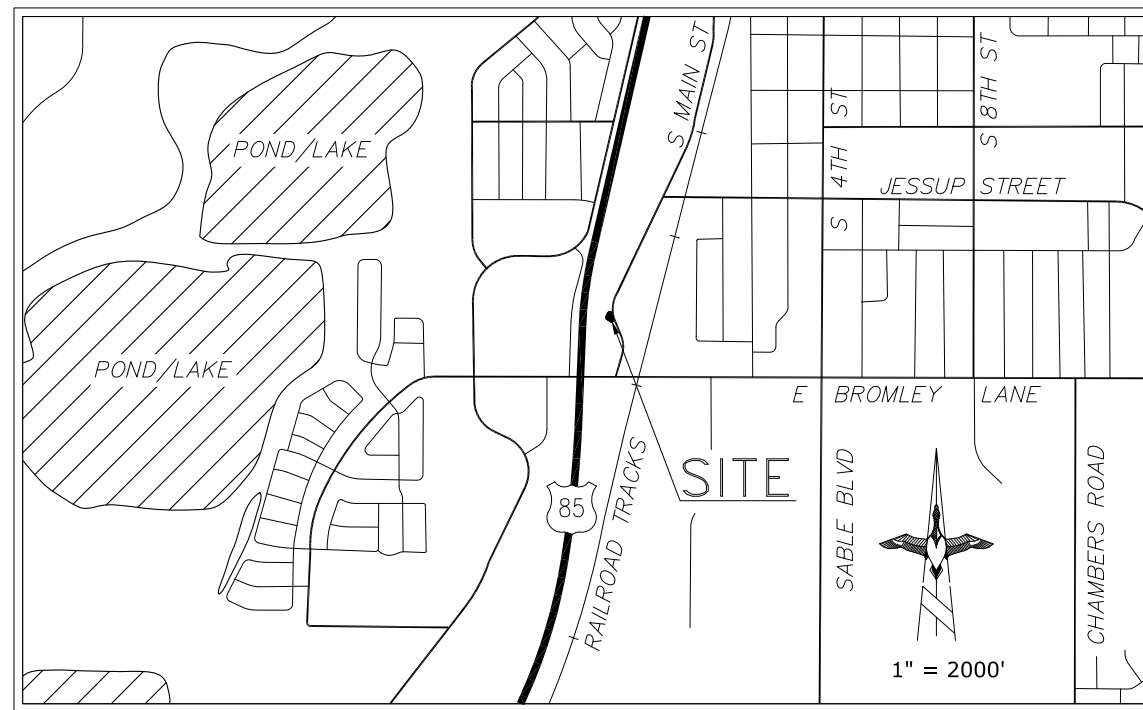 POND/LAKE
POND/LAKE
S MAIN ST
S 4TH ST
S 8TH ST
JESSUP STREET
E BROMLEY LANE
SITE
85
RAILROAD TRACKS
SABLE BLVD
CHAMBERS ROAD
1" = 2000'